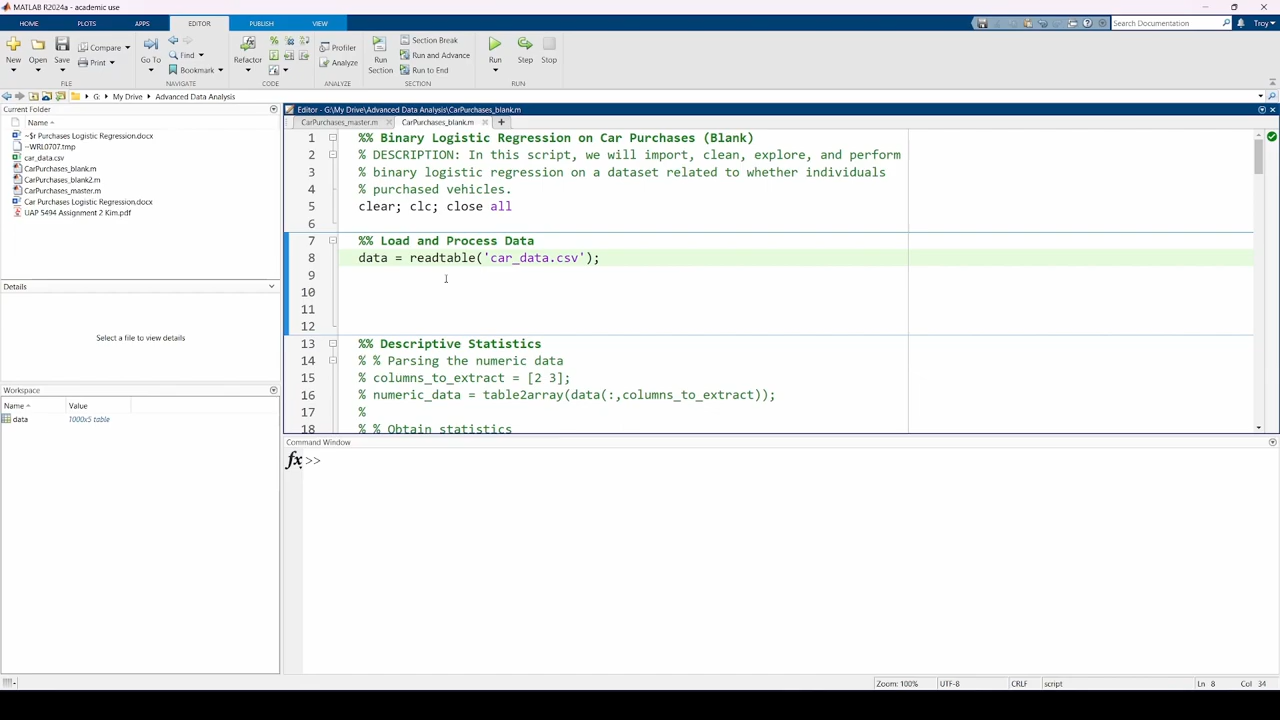 MATLAB R2024a - academic use
HOME PLOTS APPS EDITOR PUBLISH VIEW
Search Documentation
Troy
New Open Save Compare Print
Go To Find Bookmark
Refactor
Profiler Analyze
Run Section
Section Break
Run and Advance
Run to End
Run Step Stop
FILE NAVIGATE CODE ANALYZE SECTION RUN
G: My Drive Advanced Data Analysis
Current Folder
Name
~$r Purchases Logistic Regression.docx
~WRL0707.tmp
car_data.csv
CarPurchases_blank.m
CarPurchases_blank2.m
CarPurchases_master.m
Car Purchases Logistic Regression.docx
UAP 5494 Assignment 2 Kim.pdf
Details
Select a file to view details
Workspace
Name Value
data 1000x5 table
Editor - G:\My Drive\Advanced Data Analysis\CarPurchases_blank.m
CarPurchases_master.m CarPurchases_blank.m
1 %% Binary Logistic Regression on Car Purchases (Blank)
2 % DESCRIPTION: In this script, we will import, clean, explore, and perform
3 % binary logistic regression on a dataset related to whether individuals
4 % purchased vehicles.
5 clear; clc; close all
6
7 %% Load and Process Data
8 data = readtable('car_data.csv');
9
10
11
12
13 %% Descriptive Statistics
14 % % Parsing the numeric data
15 % columns_to_extract = [2 3];
16 % numeric_data = table2array(data(:,columns_to_extract));
17 %
18 % % Obtain statistics
Command Window
fx >>
Zoom: 100% UTF-8 CRLF script Ln 8 Col 34